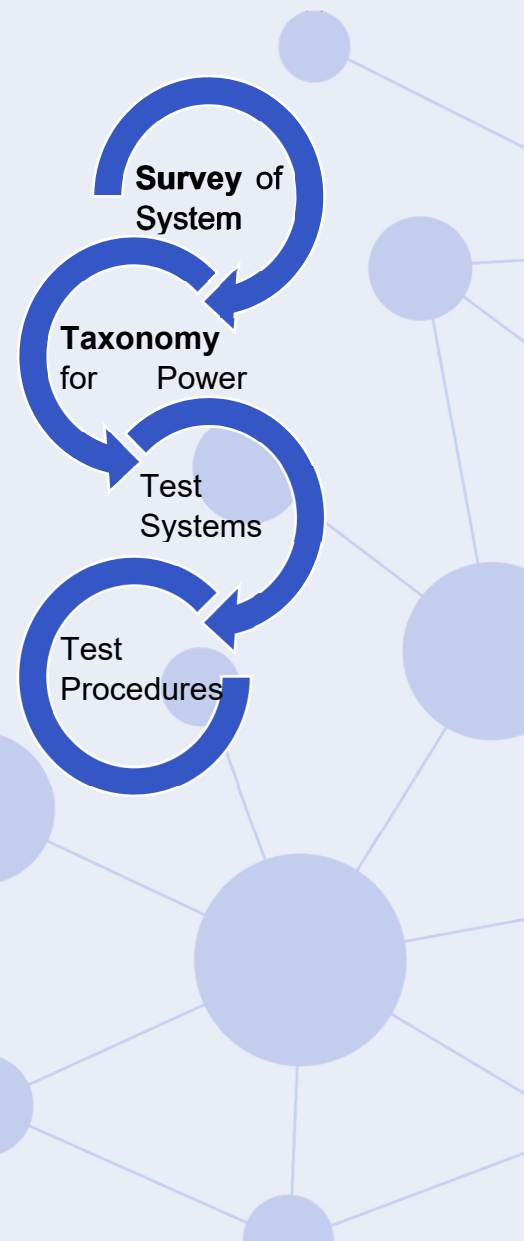 Survey of
System
Taxonomy
for Power
Test
Systems
Test
Procedures